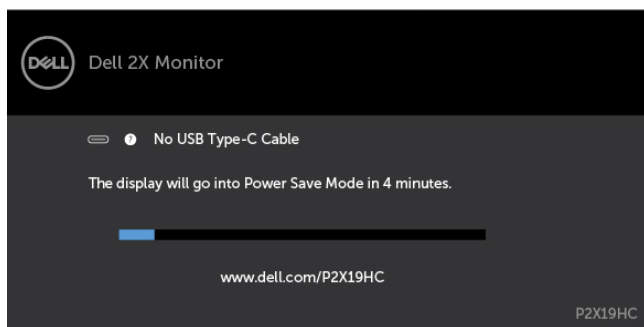 DELL
Dell 2X Monitor
? No USB Type-C Cable
The display will go into Power Save Mode in 4 minutes.
www.dell.com/P2X19HC
P2X19HC